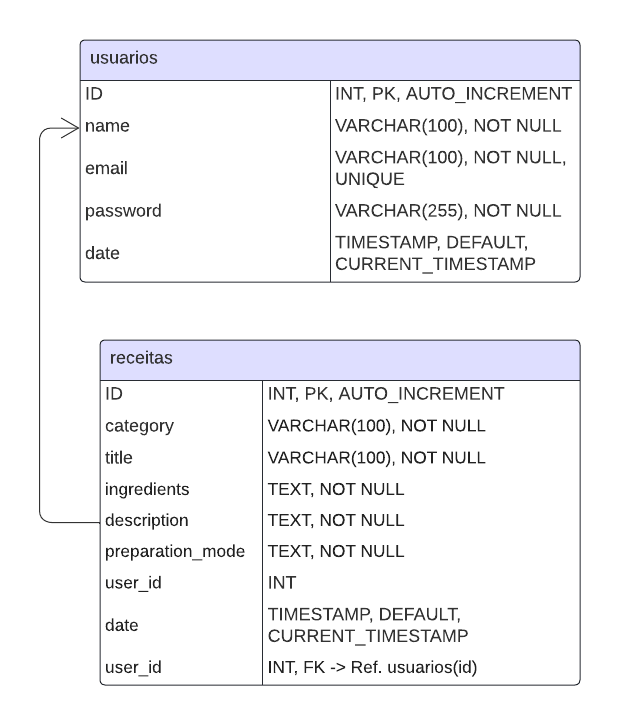 usuarios
ID INT, PK, AUTO_INCREMENT
name VARCHAR(100), NOT NULL
email VARCHAR(100), NOT NULL,
UNIQUE
password VARCHAR(255), NOT NULL
date TIMESTAMP, DEFAULT,
CURRENT_TIMESTAMP
receitas
ID INT, PK, AUTO_INCREMENT
category VARCHAR(100), NOT NULL
title VARCHAR(100), NOT NULL
ingredients TEXT, NOT NULL
description TEXT, NOT NULL
preparation_mode TEXT, NOT NULL
user_id INT
date TIMESTAMP, DEFAULT,
CURRENT_TIMESTAMP
user_id INT, FK -> Ref. usuarios(id)